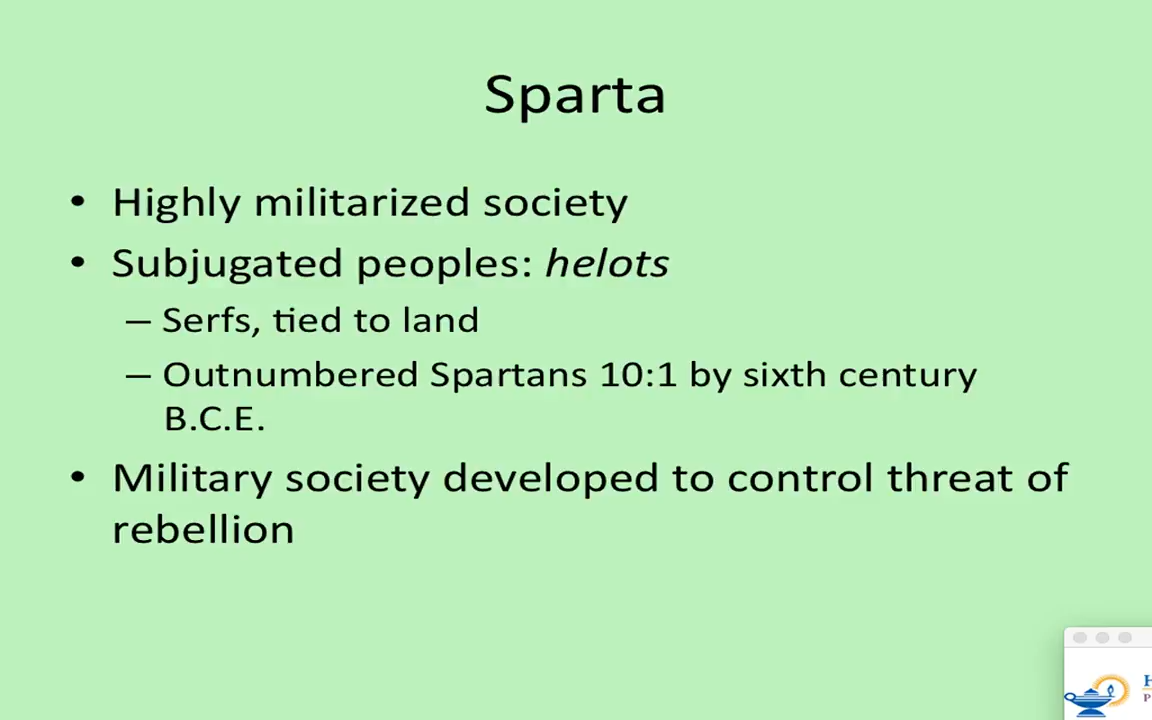 Sparta
• Highly militarized society
• Subjugated peoples: helots
– Serfs, tied to land
– Outnumbered Spartans 10:1 by sixth century
B.C.E.
• Military society developed to control threat of
rebellion